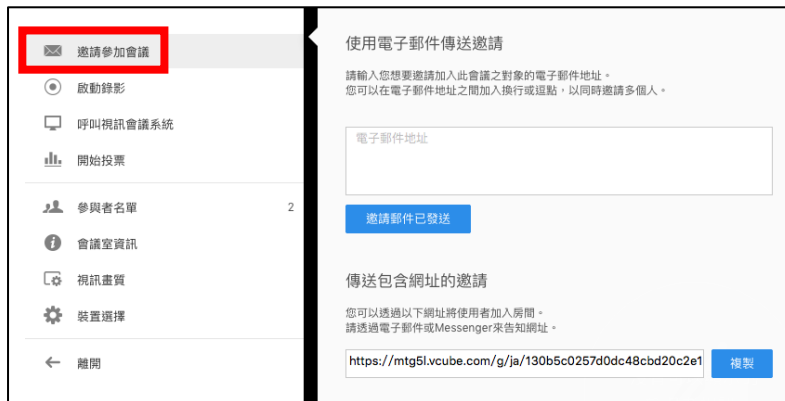 邀請參加會議
啟動錄影
呼叫視訊會議系統
開始投票
參與者名單 2
會議室資訊
視訊畫質
裝置選擇
離開
使用電子郵件傳送邀請
請輸入您想要邀請加入此會議之對象的電子郵件地址。
您可以在電子郵件地址之間加入換行或逗點，以同時邀請多個人。
電子郵件地址
邀請郵件已發送
傳送包含網址的邀請
您可以透過以下網址將使用者加入房間。
請透過電子郵件或Messenger來告知網址。
https://mtg5l.vcube.com/g/ja/130b5c0257d0dc48cbd20c2e1
複製